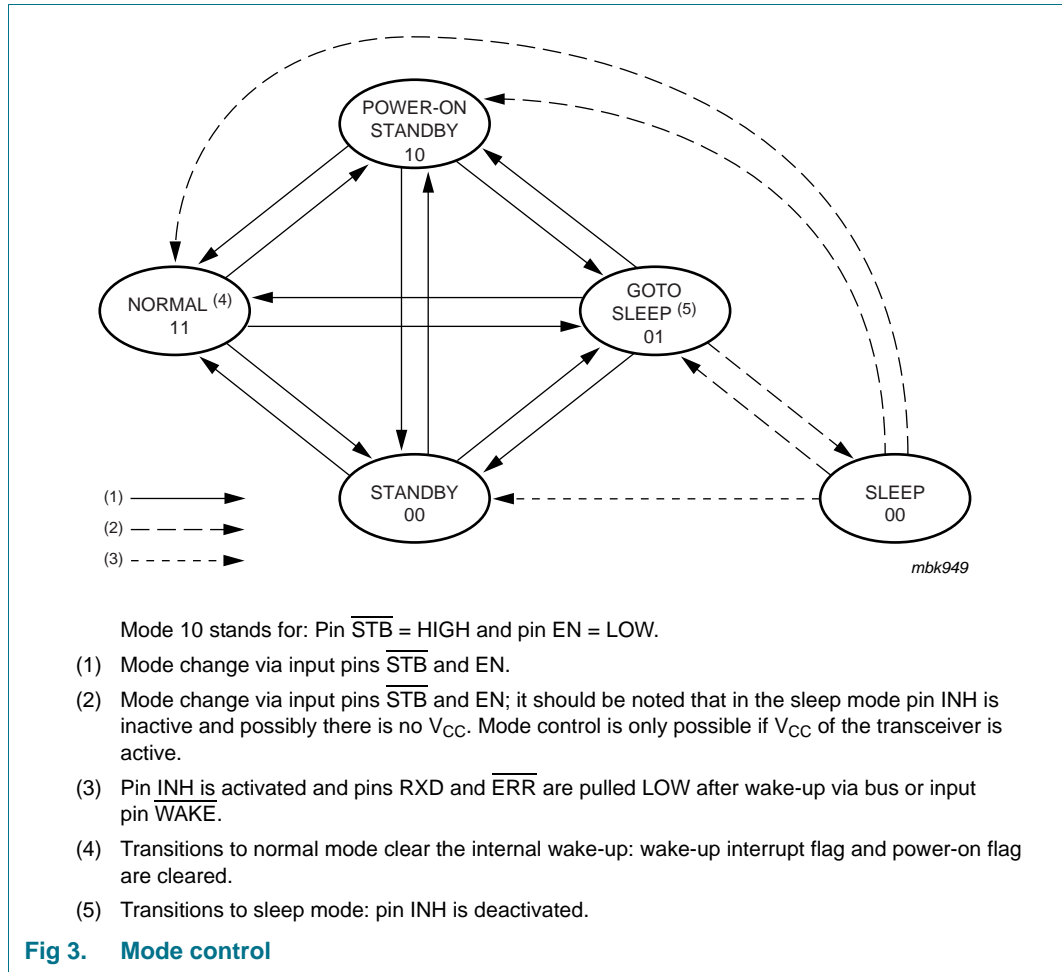 POWER-ON
STANDBY
10
NORMAL (4)
11
GOTO
SLEEP (5)
01
STANDBY
00
SLEEP
00
(1)
(2)
(3)
mbk949
Mode 10 stands for: Pin S̅T̅B̅ = HIGH and pin EN = LOW.
(1) Mode change via input pins S̅T̅B̅ and EN.
(2) Mode change via input pins S̅T̅B̅ and EN; it should be noted that in the sleep mode pin INH is
inactive and possibly there is no VCC. Mode control is only possible if VCC of the transceiver is
active.
(3) Pin INH is activated and pins RXD and E̅R̅R̅ are pulled LOW after wake-up via bus or input
pin W̅A̅K̅E̅.
(4) Transitions to normal mode clear the internal wake-up: wake-up interrupt flag and power-on flag
are cleared.
(5) Transitions to sleep mode: pin INH is deactivated.
Fig 3. Mode control